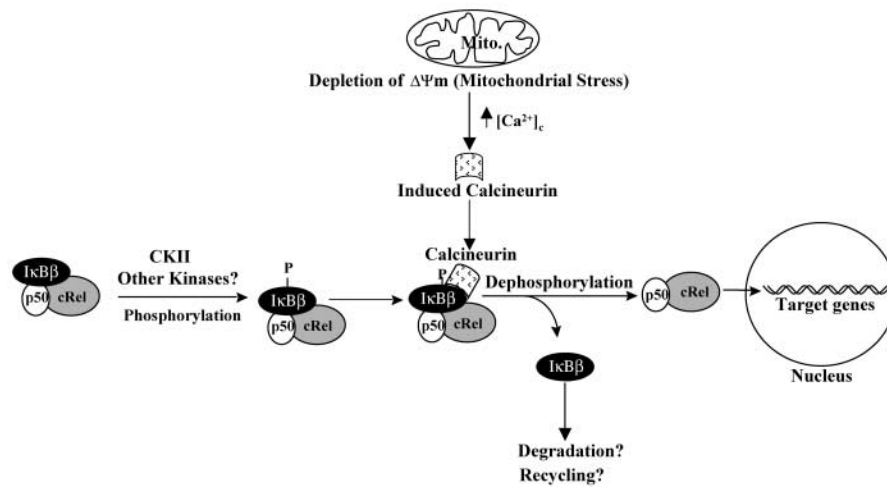 Mito.
Depletion of ΔΨm (Mitochondrial Stress)
[Ca²⁺]c
Induced Calcineurin
Calcineurin
IκBβ
p50
cRel
CKII
Other Kinases?
Phosphorylation
P
IκBβ
p50
cRel
P
IκBβ
p50
cRel
Dephosphorylation
p50
cRel
Target genes
Nucleus
IκBβ
Degradation?
Recycling?